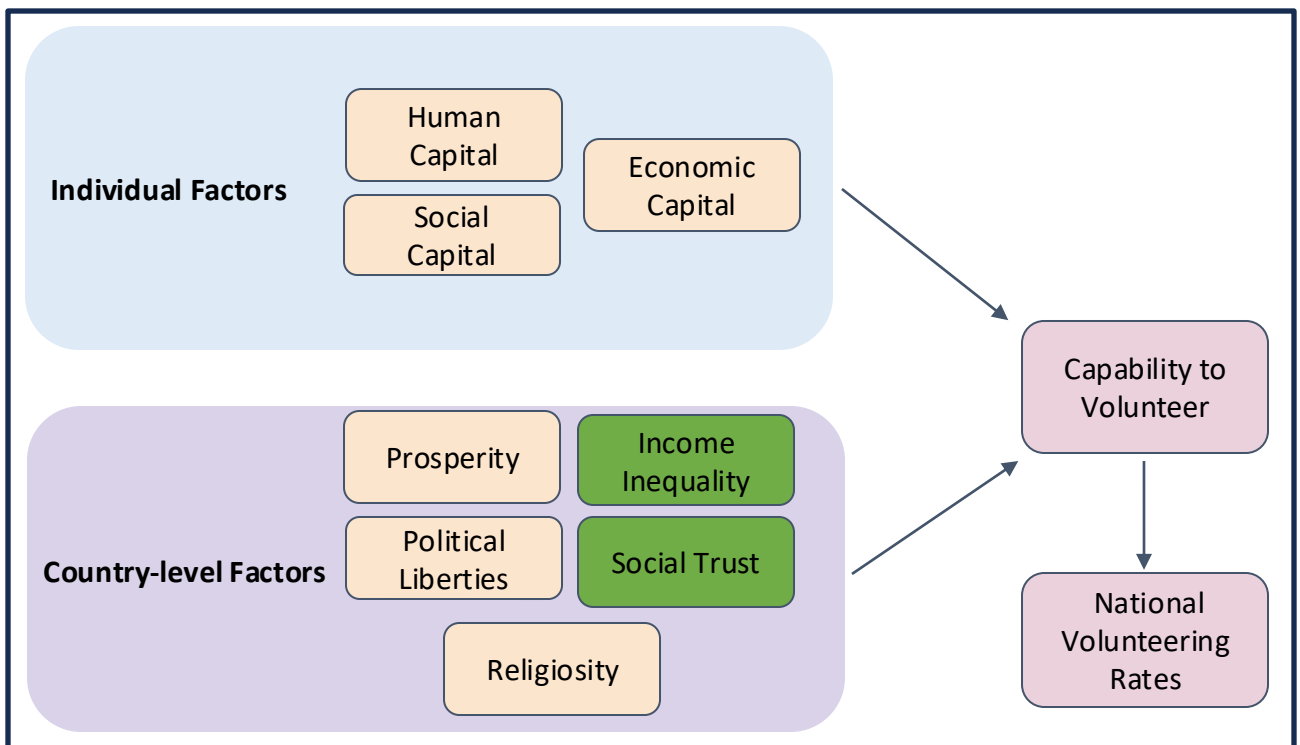 Individual Factors
Human
Capital
Social
Capital
Economic
Capital
Country-level Factors
Prosperity
Income
Inequality
Political
Liberties
Social Trust
Religiosity
Capability to
Volunteer
National
Volunteering
Rates